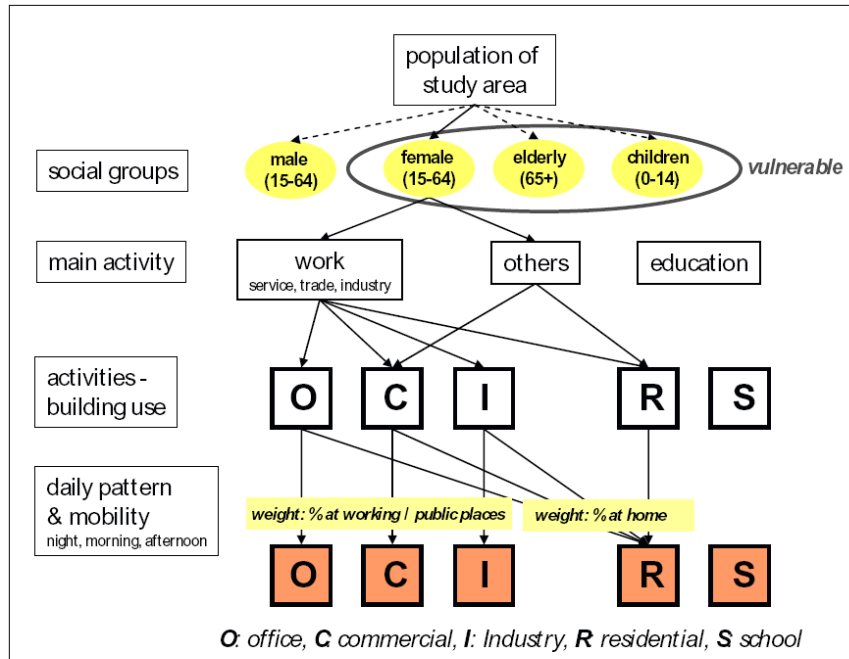 population of
study area
social groups
male
(15-64)
female
(15-64)
elderly
(65+)
children
(0-14)
vulnerable
main activity
work
service, trade, industry
others
education
activities -
building use
O
C
I
R
S
daily pattern
& mobility
night, morning, afternoon
weight: % at working / public places
weight: % at home
O
C
I
R
S
O: office, C: commercial, I: Industry, R: residential, S: school